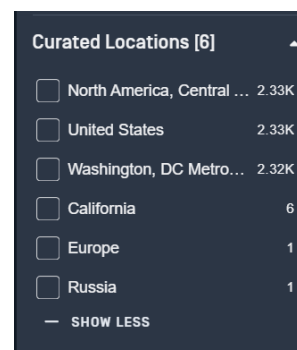 Curated Locations [6]
North America, Central ... 2.33K
United States 2.33K
Washington, DC Metro... 2.32K
California 6
Europe 1
Russia 1
— SHOW LESS